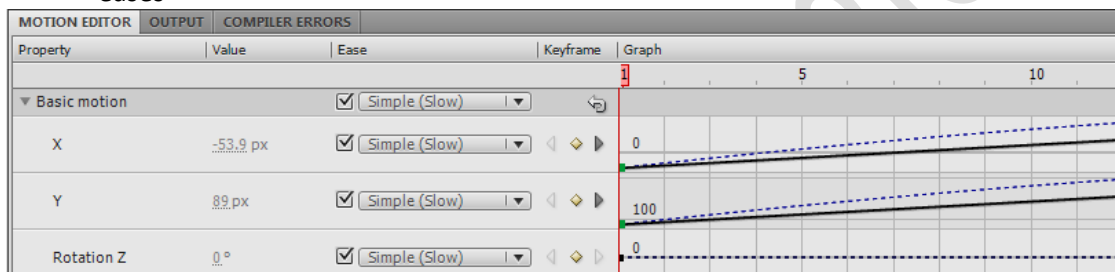 MOTION EDITOR OUTPUT COMPILER ERRORS
Property Value Ease Keyframe Graph
1 5 10
Basic motion Simple (Slow)
X -53.9 px Simple (Slow) 0
Y 89 px Simple (Slow) 100
Rotation Z 0 ° Simple (Slow) 0